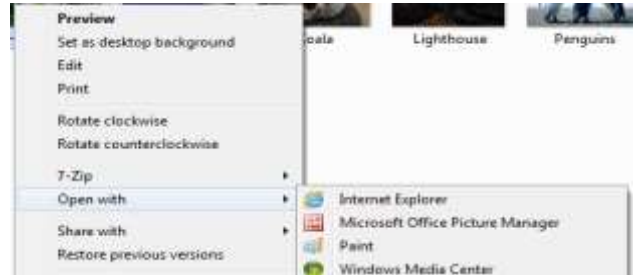 Preview
Set as desktop background
Edit
Print
Rotate clockwise
Rotate counterclockwise
7-Zip
Open with
Share with
Restore previous versions
oala
Lighthouse
Penguins
Internet Explorer
Microsoft Office Picture Manager
Paint
Windows Media Center